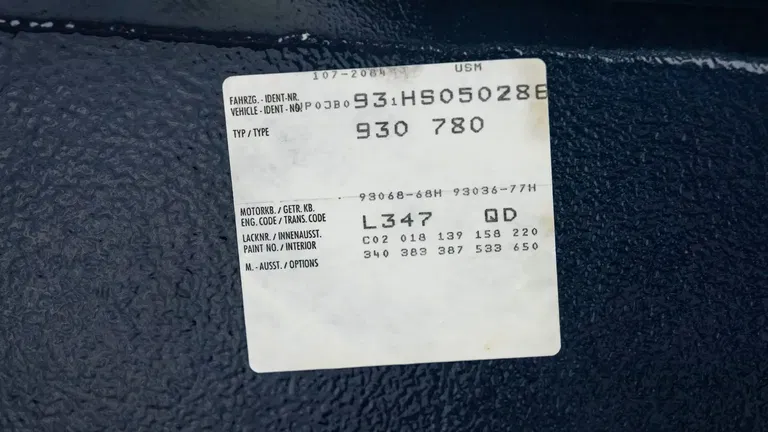 107-2084 USM
FAHRZG. - IDENT-NR.
VEHICLE - IDENT - NO WP0JB0931HS05028E
TYP / TYPE 930 780
93068-68H 93036-77H
MOTORKB. / GETR. KB.
ENG. CODE / TRANS. CODE L347 QD
LACKNR. / INNENAUSST. C02 018 139 158 220
PAINT NO. / INTERIOR 340 383 387 533 650
M. - AUSST. / OPTIONS